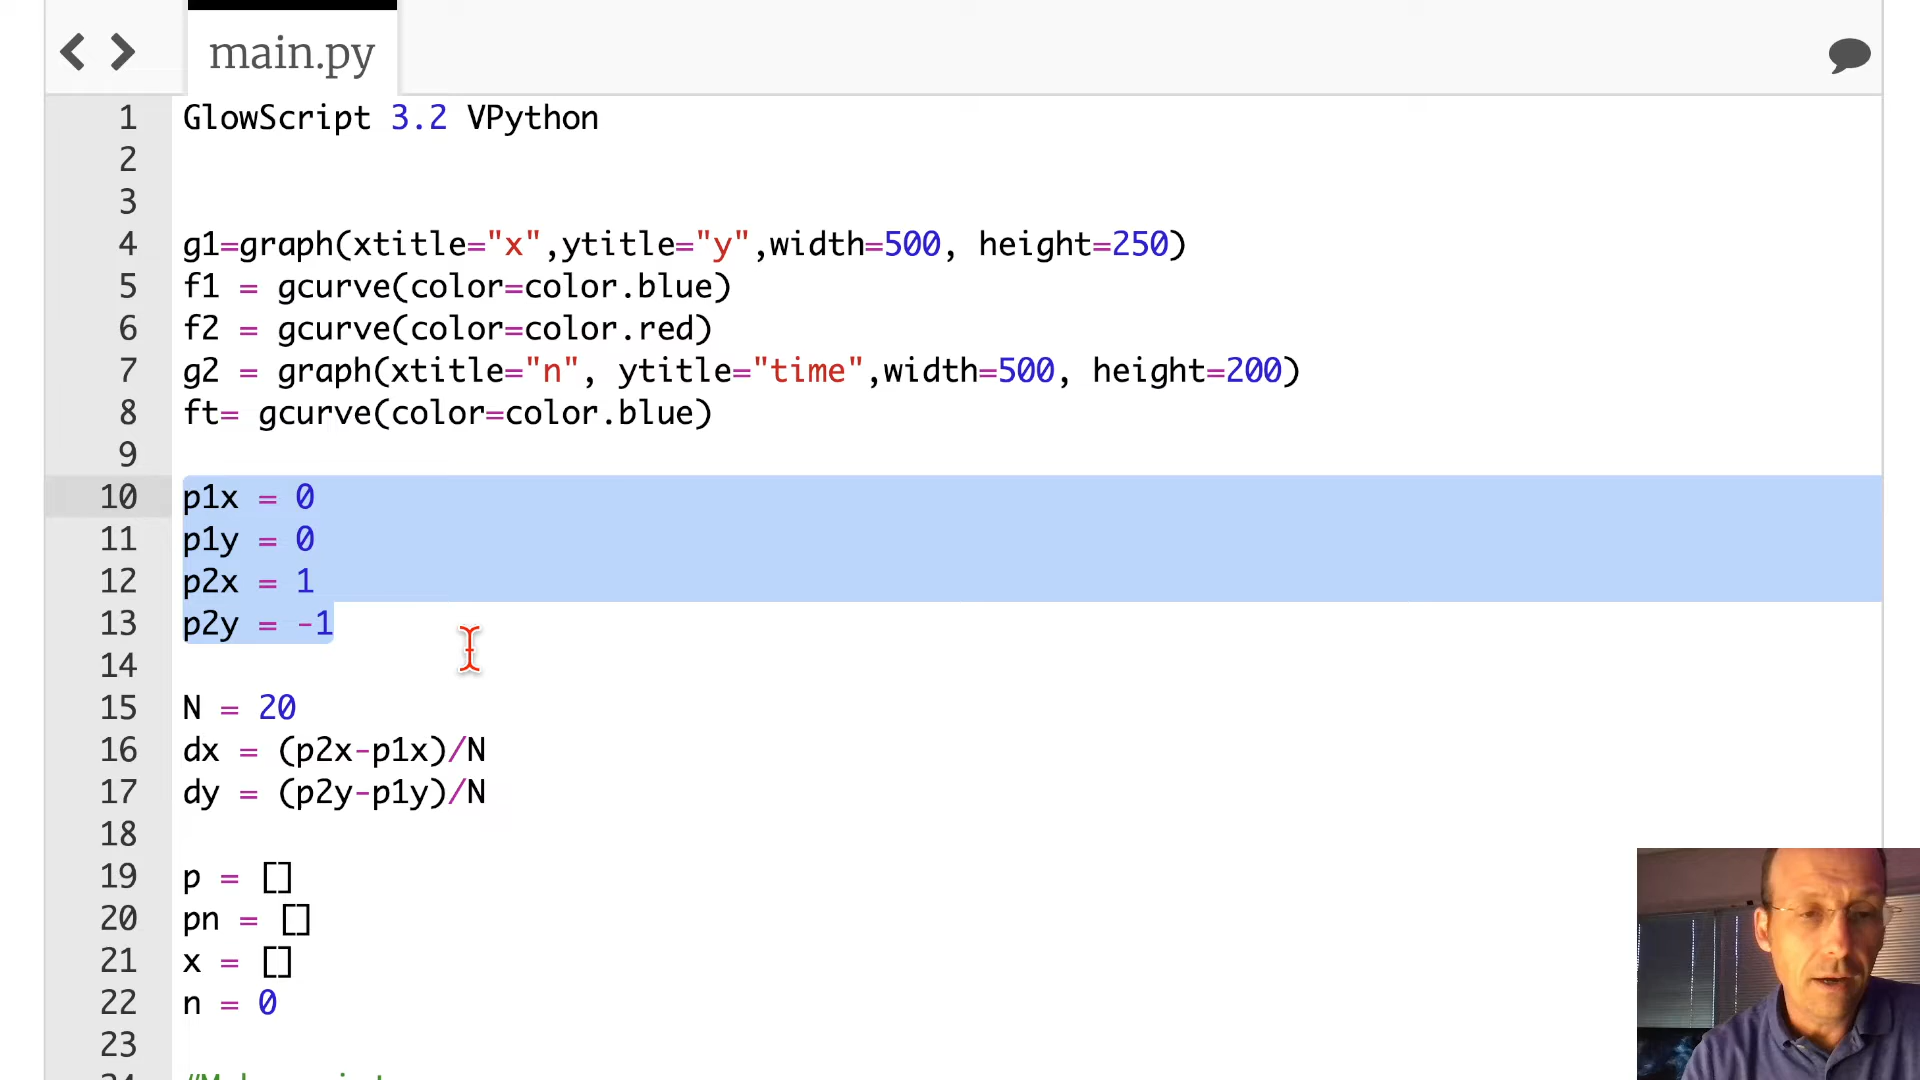 main.py
1 GlowScript 3.2 VPython
2
3
4 g1=graph(xtitle="x",ytitle="y",width=500, height=250)
5 f1 = gcurve(color=color.blue)
6 f2 = gcurve(color=color.red)
7 g2 = graph(xtitle="n", ytitle="time",width=500, height=200)
8 ft= gcurve(color=color.blue)
9
10 p1x = 0
11 p1y = 0
12 p2x = 1
13 p2y = -1
14
15 N = 20
16 dx = (p2x-p1x)/N
17 dy = (p2y-p1y)/N
18
19 p = []
20 pn = []
21 x = []
22 n = 0
23